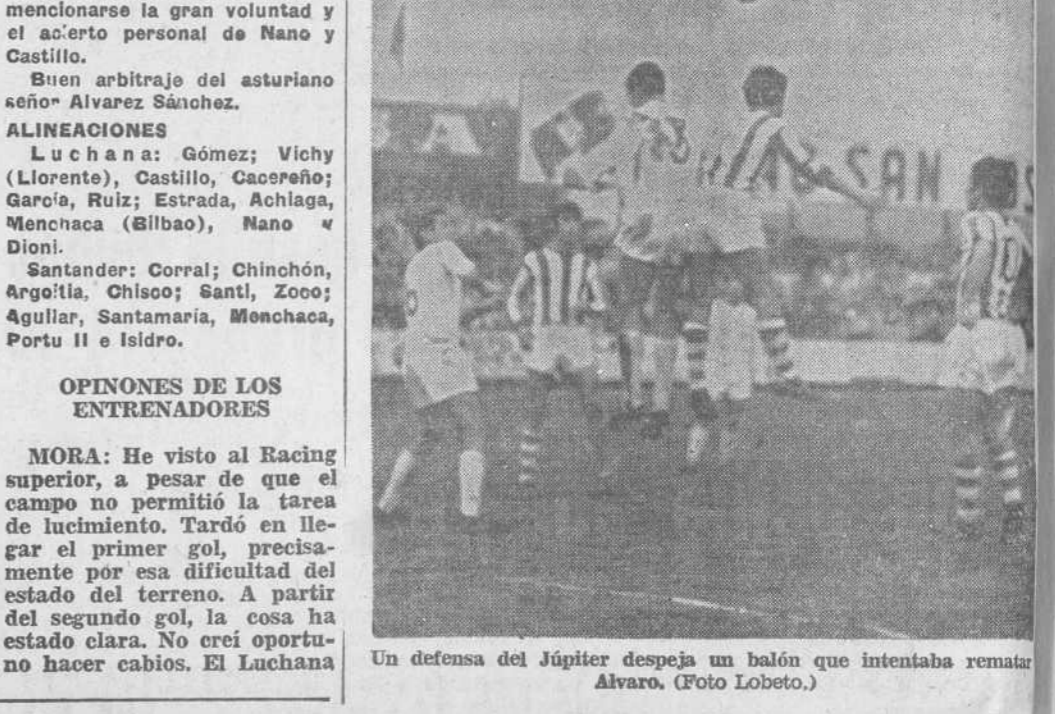 mencionarse la gran voluntad y
el acierto personal de Nano y
Castillo.
Buen arbitraje del asturiano
señor Alvarez Sánchez.
ALINEACIONES
Luchana: Gómez; Vichy
(Llorente), Castillo, Cacereño;
García, Ruiz; Estrada, Achiaga,
Menchaca (Bilbao), Nano y
Dioni.
Santander: Corral; Chinchón,
Argoitia, Chisco; Santi, Zoco;
Aguilar, Santamaría, Menchaca,
Portu II e Isidro.
OPINONES DE LOS
ENTRENADORES
MORA: He visto al Racing
superior, a pesar de que el
campo no permitió la tarea
de lucimiento. Tardó en lle-
gar el primer gol, precisa-
mente por esa dificultad del
estado del terreno. A partir
del segundo gol, la cosa ha
estado clara. No creí oportu-
no hacer cabios. El Luchana
SAN
Un defensa del Júpiter despeja un balón que intentaba rematar
Alvaro. (Foto Lobeto.)